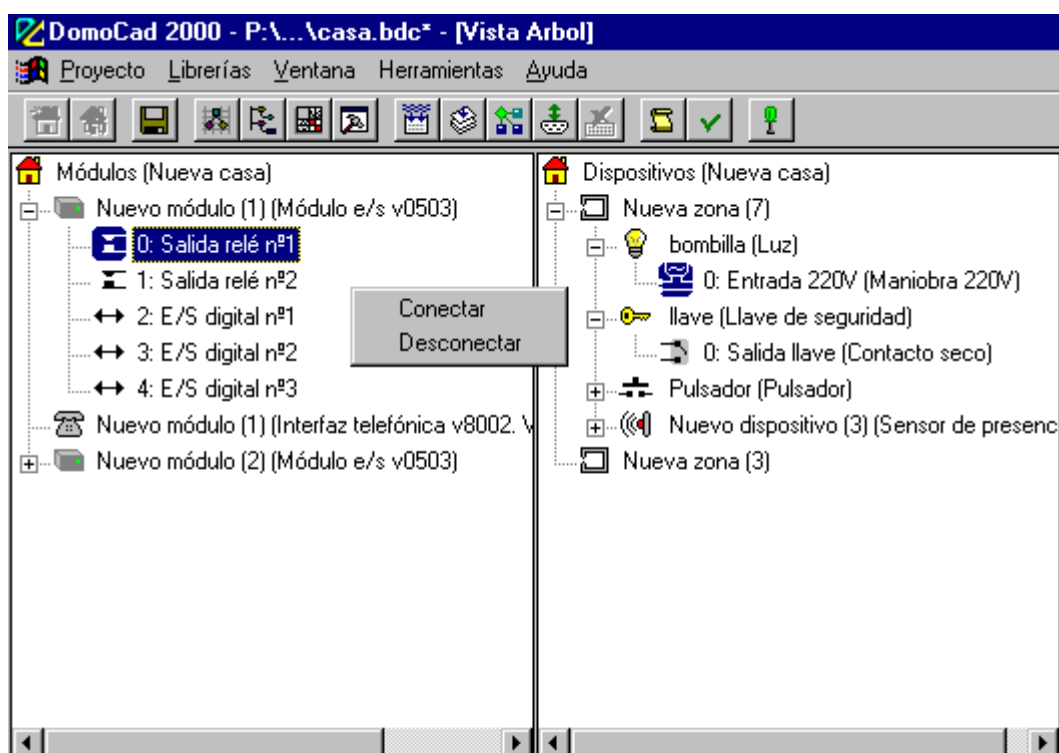 DomoCad 2000 - P:\...\casa.bdc* - [Vista Arbol]
Proyecto Librerías Ventana Herramientas Ayuda
Módulos (Nueva casa)
Nuevo módulo (1) (Módulo e/s v0503)
0: Salida relé nº1
1: Salida relé nº2
2: E/S digital nº1
3: E/S digital nº2
4: E/S digital nº3
Nuevo módulo (1) (Interfaz telefónica v8002. V
Nuevo módulo (2) (Módulo e/s v0503)
Conectar
Desconectar
Dispositivos (Nueva casa)
Nueva zona (7)
bombilla (Luz)
0: Entrada 220V (Maniobra 220V)
llave (Llave de seguridad)
0: Salida llave (Contacto seco)
Pulsador (Pulsador)
Nuevo dispositivo (3) (Sensor de presenc
Nueva zona (3)